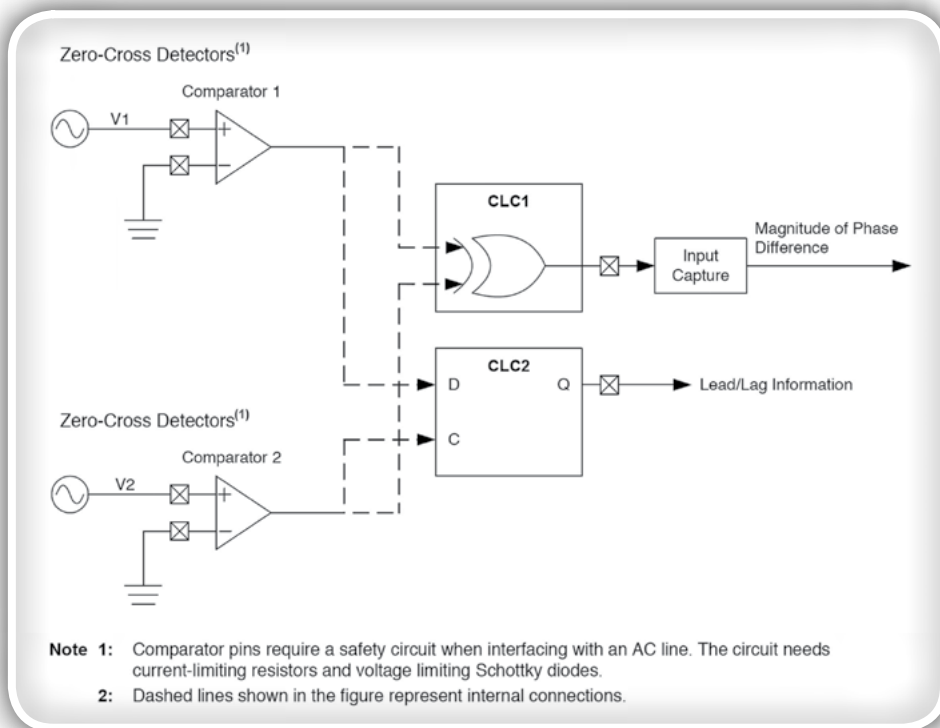 Zero-Cross Detectors(1)
Comparator 1
V1
+
−
CLC1
Input
Capture
Magnitude of Phase
Difference
CLC2
D
Q
C
Lead/Lag Information
Zero-Cross Detectors(1)
Comparator 2
V2
+
−
Note 1: Comparator pins require a safety circuit when interfacing with an AC line. The circuit needs
current-limiting resistors and voltage limiting Schottky diodes.
2: Dashed lines shown in the figure represent internal connections.